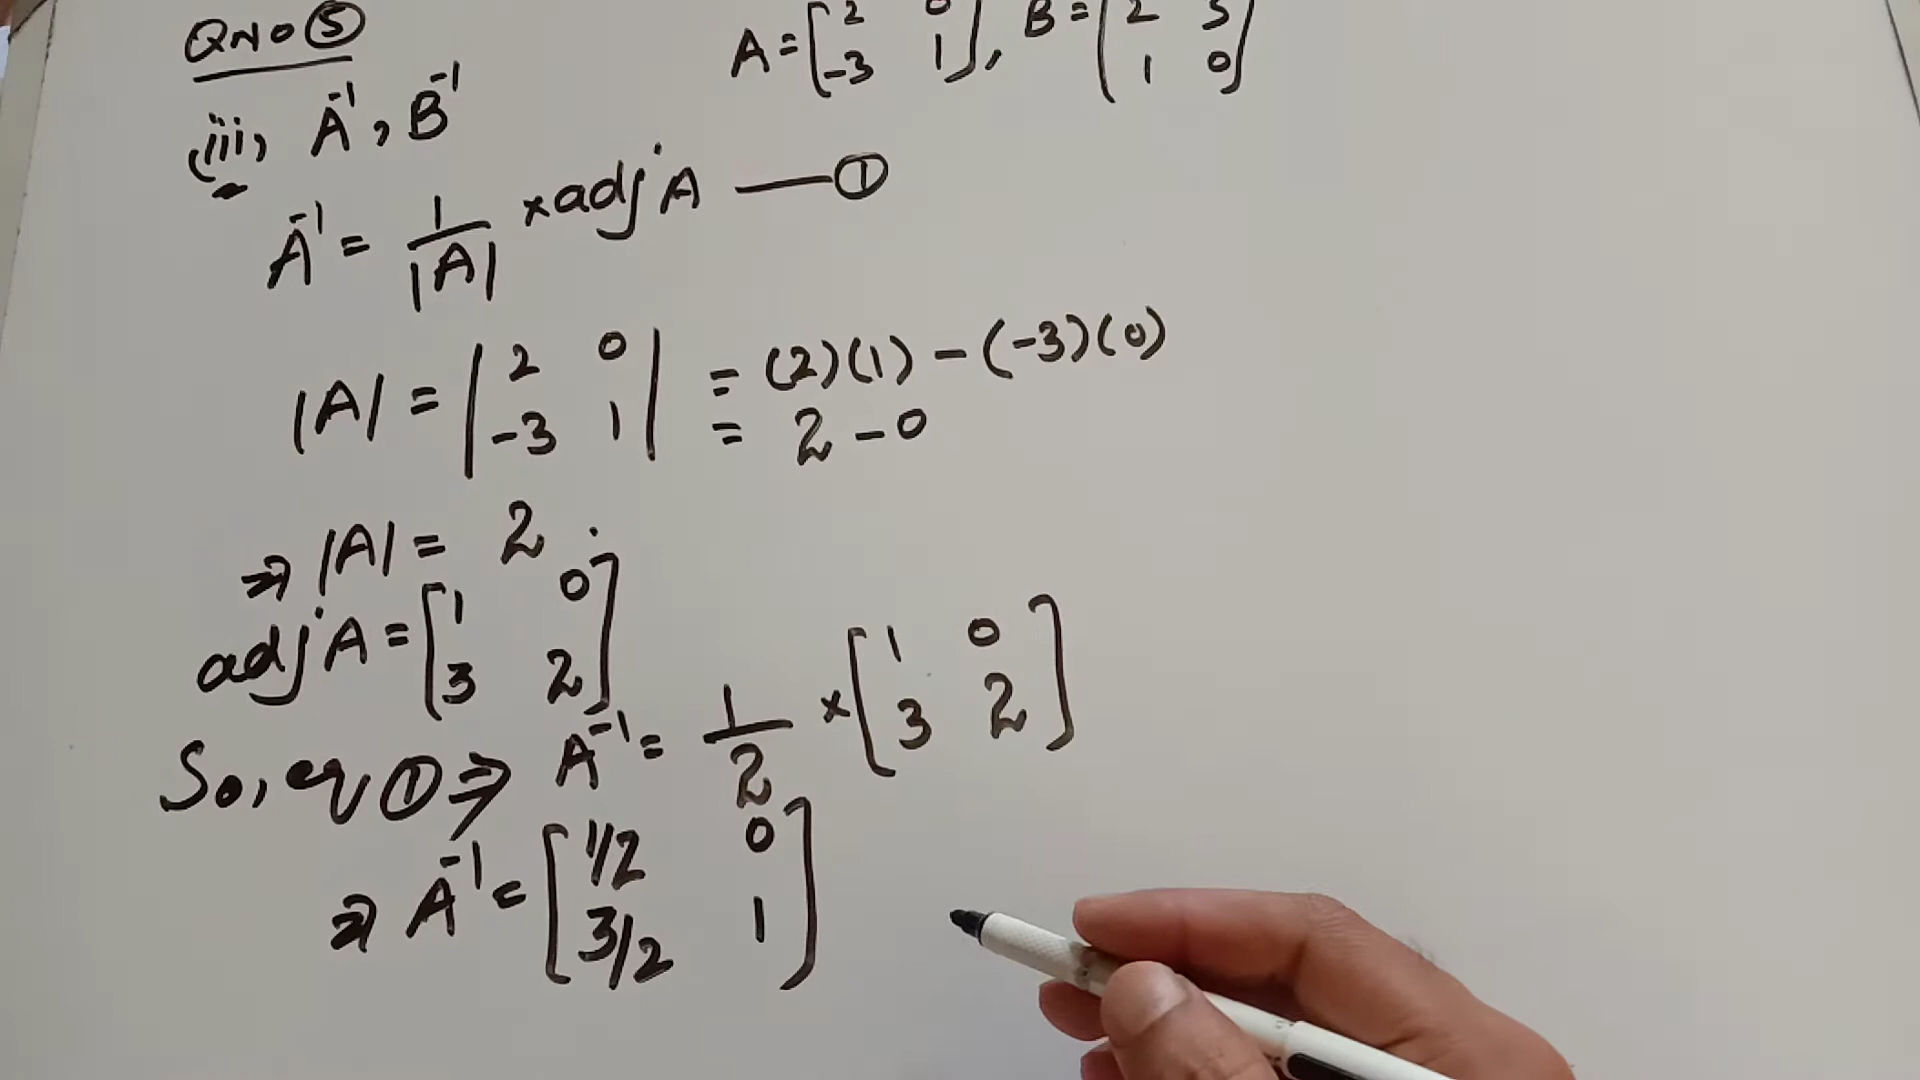 QNO ⑤
A = [2 0; -3 1], B = [2 5; 1 0]
(iii, A⁻¹, B⁻¹
A⁻¹ = 1/|A| × adj A — ①
|A| = |2 0; -3 1| = (2)(1) - (-3)(0)
= 2 - 0
⇒ |A| = 2.
adj A = [1 0; 3 2]
So, eq ① ⇒ A⁻¹ = 1/2 × [1 0; 3 2]
⇒ A⁻¹ = [1/2 0; 3/2 1]